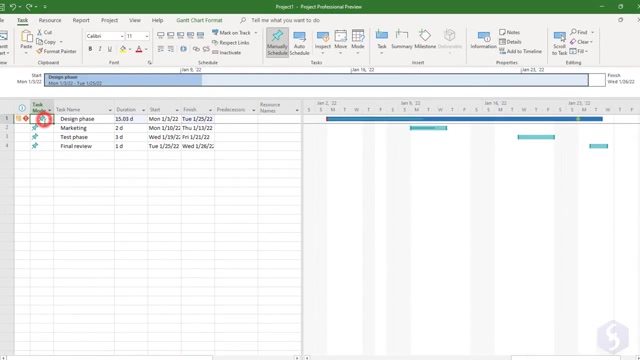 Project1 - Project Professional Preview
Task Resource Report Project View Help Gantt Chart Format Tell me what you want to do
Cut
Copy
Format Painter
Calibri 11
B I U A
Clipboard Font Schedule
Mark on Track
Respect Links
Inactivate
Manually Schedule
Auto Schedule
Inspect Move Mode
Tasks
Task Summary Milestone Deliverable
Insert
Information
Notes
Details
Add to Timeline
Properties
Scroll to Task
Find
Clear
Fill
Editing
Jan 9, '22 Jan 16, '22 Jan 23, '22
Start
Mon 1/3/22
Design phase
Mon 1/3/22 - Tue 1/25/22
Finish
Wed 1/26/22
Task Mode Task Name Duration Start Finish Predecessors Resource Names
Jan 2, '22 Jan 9, '22 Jan 16, '22 Jan 23, '22
S S M T W T F S S M T W T F S S M T W T F S S M T W T F S
1 Design phase 15.03 d Mon 1/3/22 Tue 1/25/22
2 Marketing 2 d Mon 1/10/22 Thu 1/13/22
3 Test phase 3 d Wed 1/19/22 Fri 1/21/22
4 Final review 1 d Tue 1/25/22 Wed 1/26/22